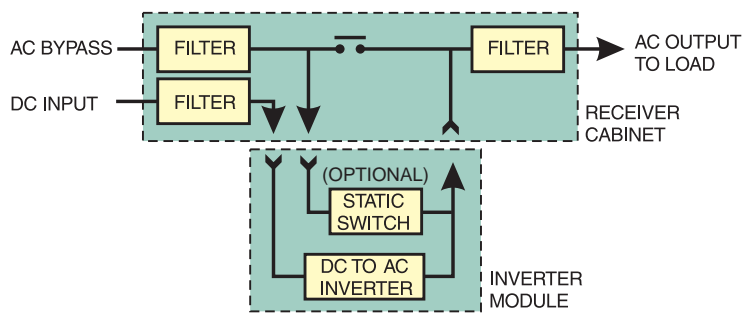 AC BYPASS
FILTER
FILTER
AC OUTPUT
TO LOAD
DC INPUT
FILTER
RECEIVER
CABINET
(OPTIONAL)
STATIC
SWITCH
DC TO AC
INVERTER
INVERTER
MODULE